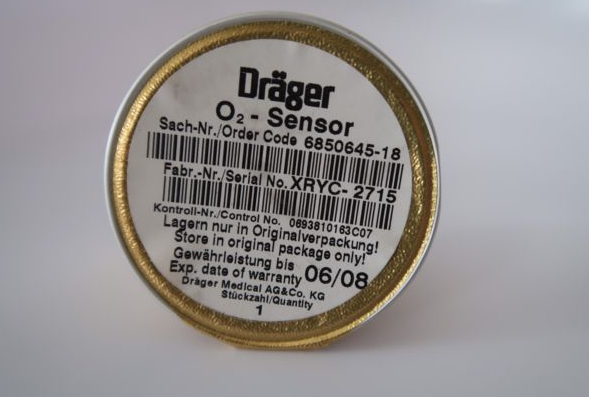 Dräger
O₂ - Sensor
Sach-Nr./Order Code 6850645-18
Fabr.-Nr./Serial No. XRYC- 2715
Kontroll-Nr./Control No. 0693810163C07
Lagern nur in Originalverpackung!
Store in original package only!
Gewährleistung bis
Exp. date of warranty 06/08
Dräger Medical AG&Co. KG
Stückzahl/Quantity
1